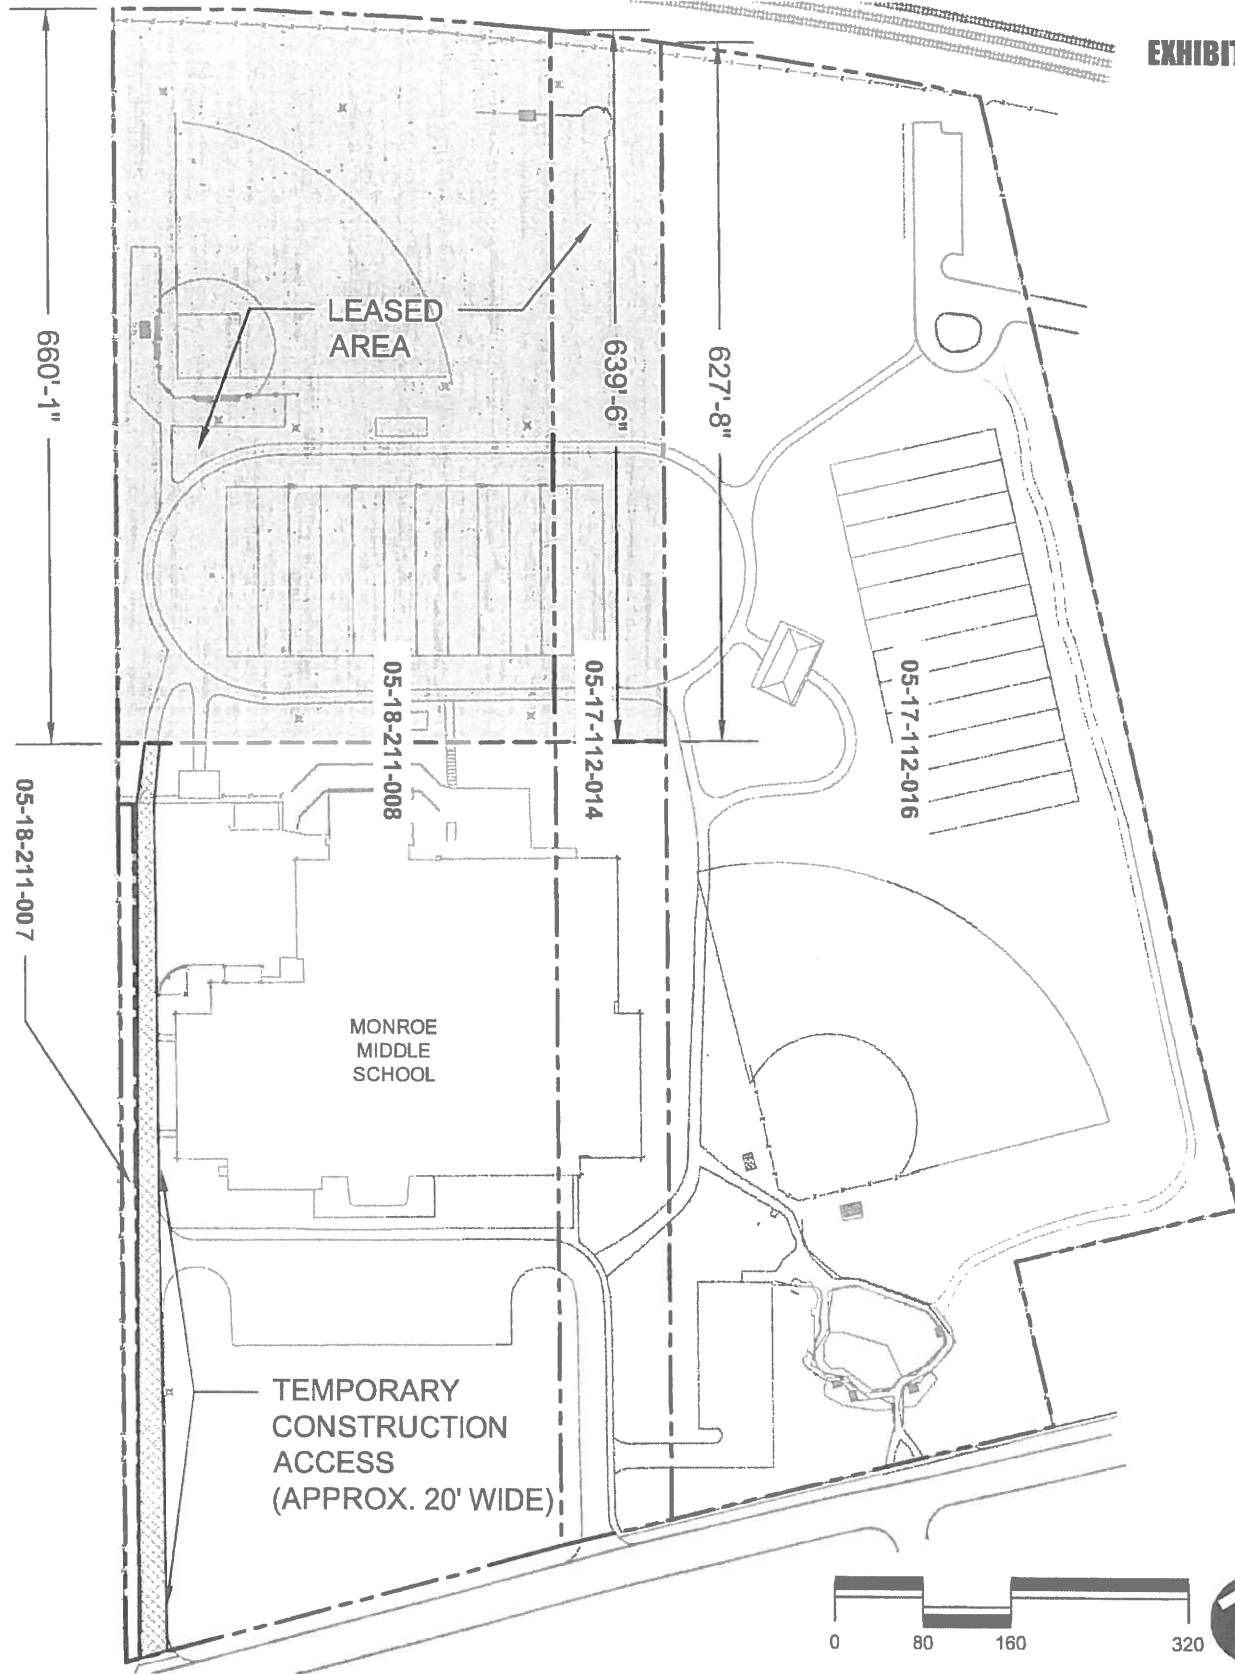 EXHIBIT
LEASED
AREA
660'-1"
639'-6"
627'-8"
05-18-211-008
05-17-112-014
05-17-112-016
05-18-211-007
MONROE
MIDDLE
SCHOOL
TEMPORARY
CONSTRUCTION
ACCESS
(APPROX. 20' WIDE)
0 80 160 320